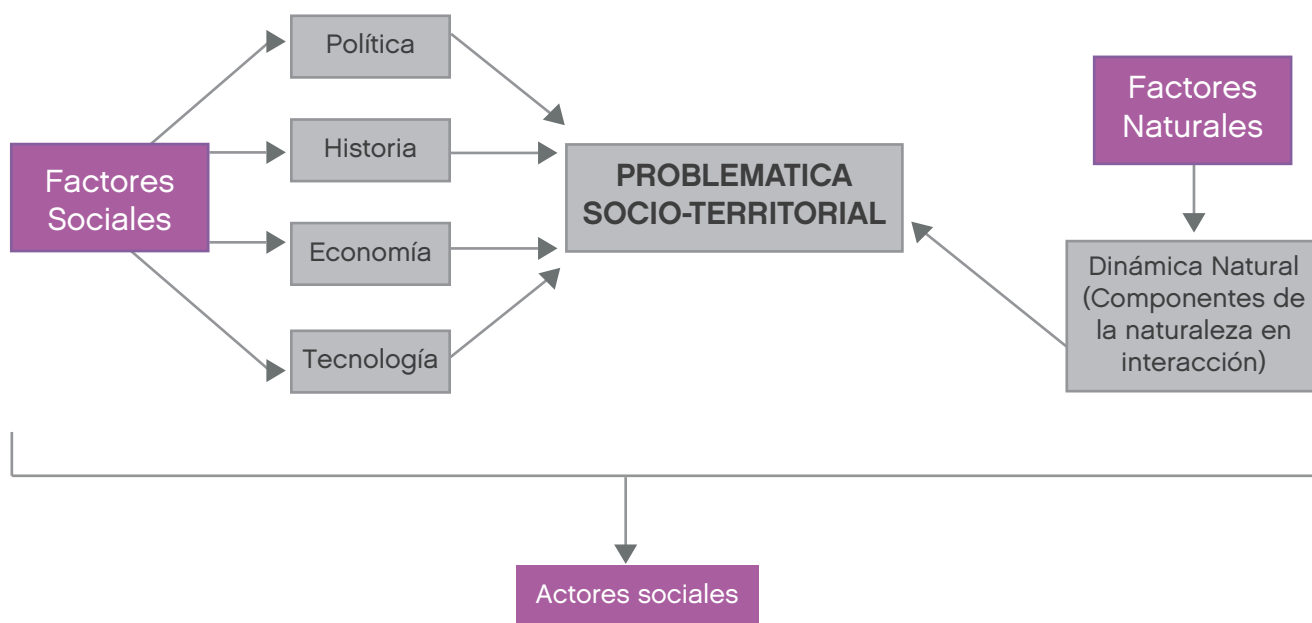 Factores
Sociales
Política
Historia
Economía
Tecnología
PROBLEMATICA
SOCIO-TERRITORIAL
Factores
Naturales
Dinámica Natural
(Componentes de
la naturaleza en
interacción)
Actores sociales